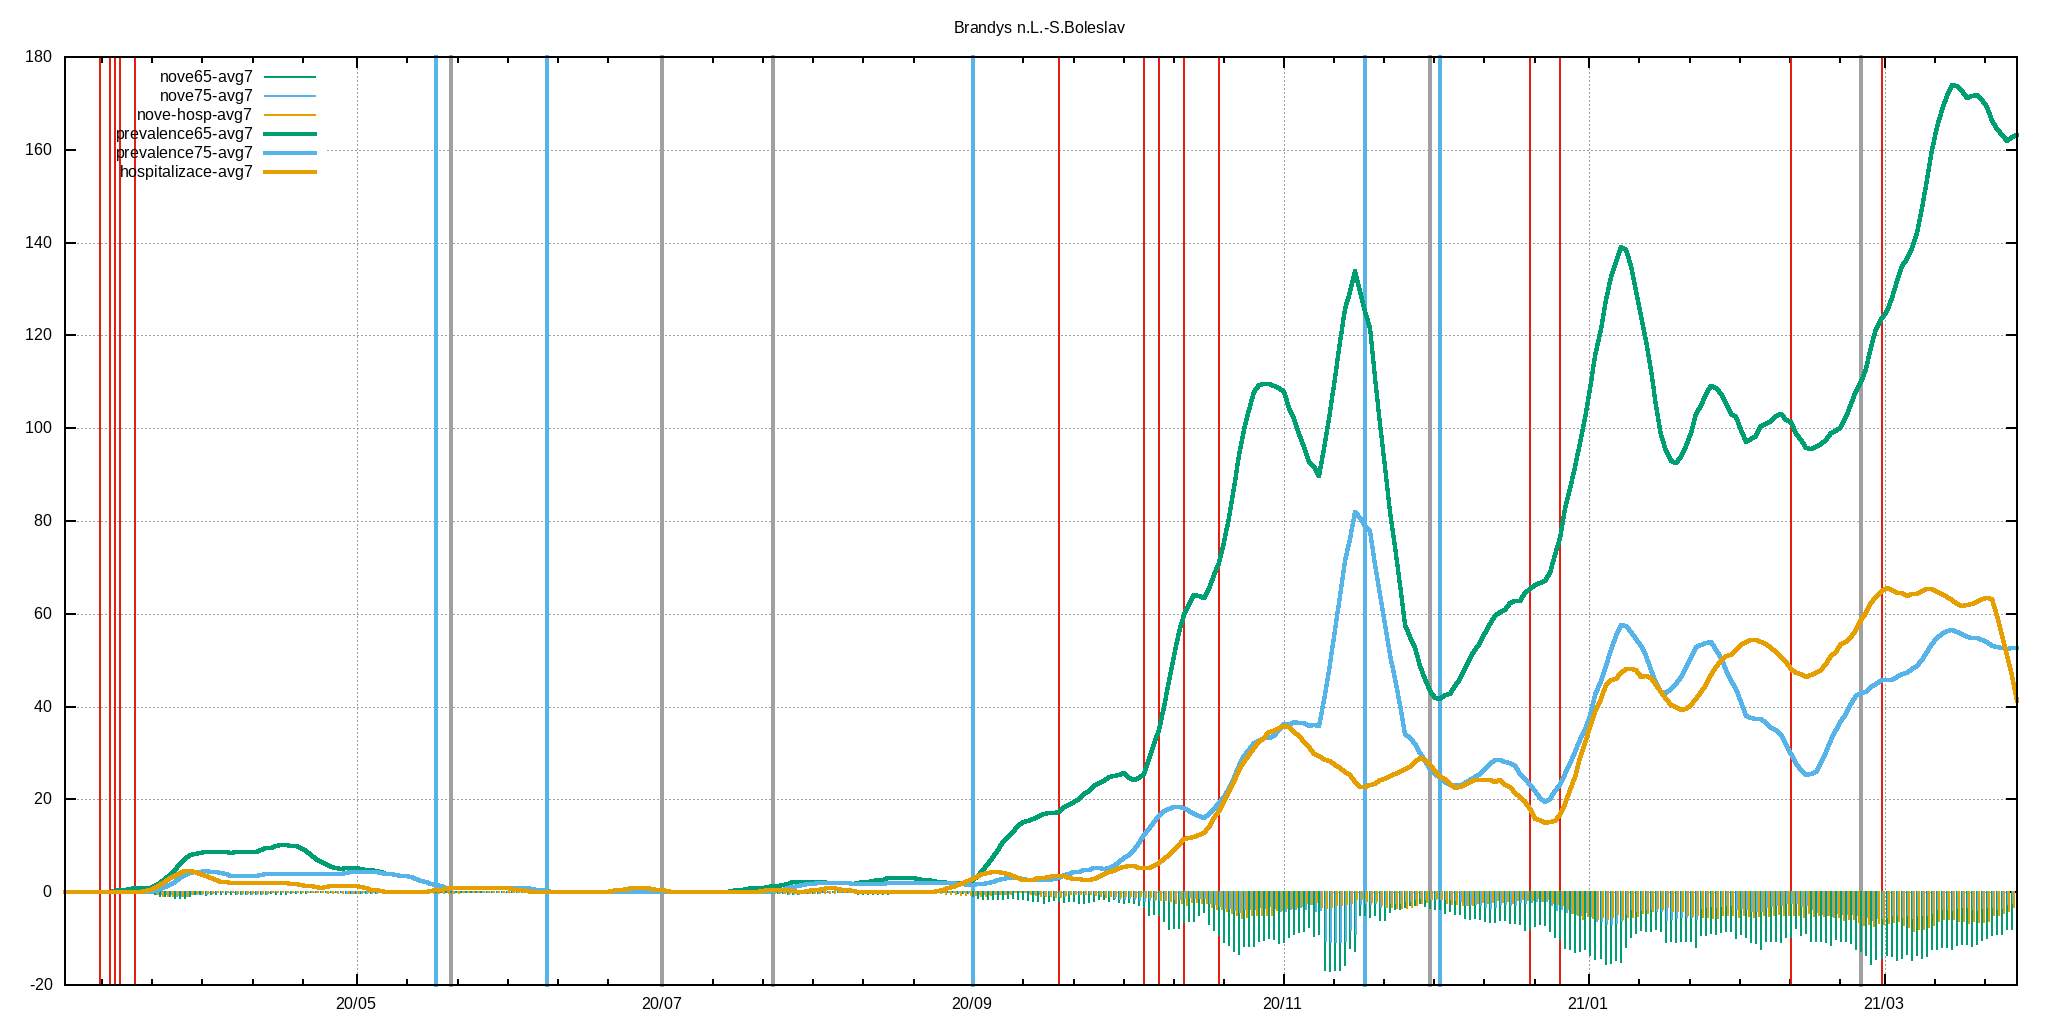 Brandys n.L.-S.Boleslav
180
160
140
120
100
80
60
40
20
0
-20
nove65-avg7
nove75-avg7
nove-hosp-avg7
prevalence65-avg7
prevalence75-avg7
hospitalizace-avg7
20/05
20/07
20/09
20/11
21/01
21/03